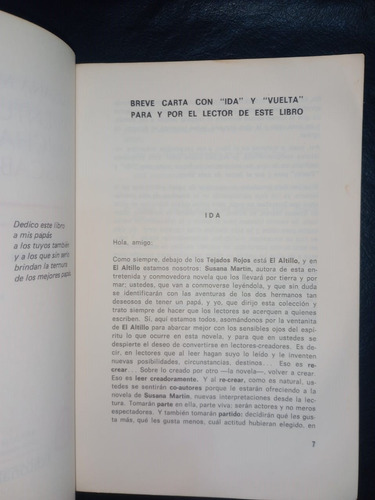 Dedico este libro
a mis papás
a los tuyos también
y a los que sin serlo
brindan la ternura
de los mejores papás.
BREVE CARTA CON "IDA" Y "VUELTA"
PARA Y POR EL LECTOR DE ESTE LIBRO
IDA
Hola, amigo:
Como siempre, debajo de los Tejados Rojos está El Altillo, y en
El Altillo estamos nosotros: Susana Martín, autora de esta en-
tretenida y conmovedora novela que los llevará por tierra y por
mar; ustedes, que van a conmoverse leyéndola, y que sin duda
se identificarán con las aventuras de los dos hermanos tan
deseosos de tener un papá, y yo, que dirijo esta colección y
trato siempre de hacer que los lectores se acerquen a quienes
escriben. Sí, aquí estamos todos, asomándonos por la ventanita
de El Altillo para abarcar mejor con los sensibles ojos del espí-
ritu lo que ocurre en esta novela, y para que en ustedes se
despierte el deseo de convertirse en lectores-creadores. Es de-
cir, en lectores que al leer hagan suyo lo leído y le inventen
nuevas posibilidades, circunstancias, destinos... Eso es re-
crear... Sobre lo creado por otro —la novela—, volver a crear.
Eso es leer creadoramente. Y al re-crear, como es natural, us-
tedes se sentirán co-autores porque le estarán ofreciendo a la
novela de Susana Martín, nuevas interpretaciones desde la lec-
tura. Tomarán parte en ella, parte viva; serán actores y no meros
espectadores. Y también tomarán partido: decidirán qué les gus-
ta más, qué les gusta menos, cuál actitud hubieran elegido, en
7